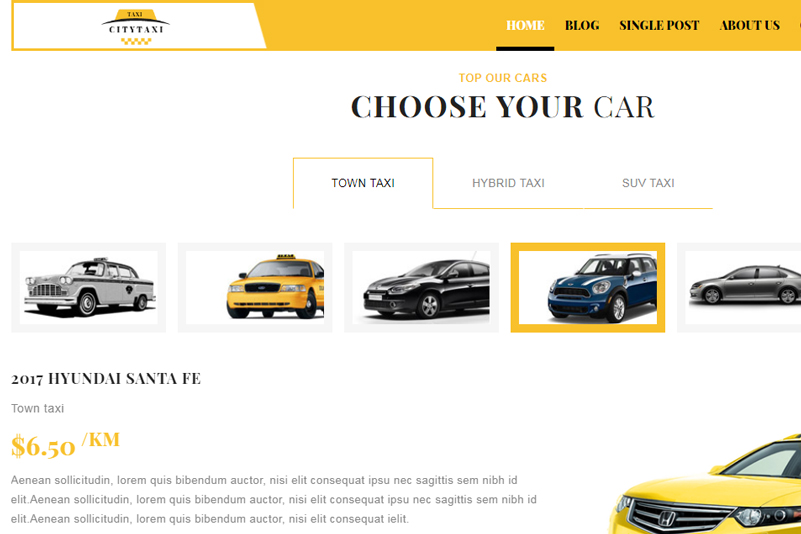 TAXI
CITYTAXI
HOME BLOG SINGLE POST ABOUT US
TOP OUR CARS
CHOOSE YOUR CAR
TOWN TAXI HYBRID TAXI SUV TAXI
2017 HYUNDAI SANTA FE
Town taxi
$6.50 /KM
Aenean sollicitudin, lorem quis bibendum auctor, nisi elit consequat ipsu nec sagittis sem nibh id
elit.Aenean sollicitudin, lorem quis bibendum auctor, nisi elit consequat ipsu nec sagittis sem nibh id
elit.Aenean sollicitudin, lorem quis bibendum auctor, nisi elit consequat ielit.